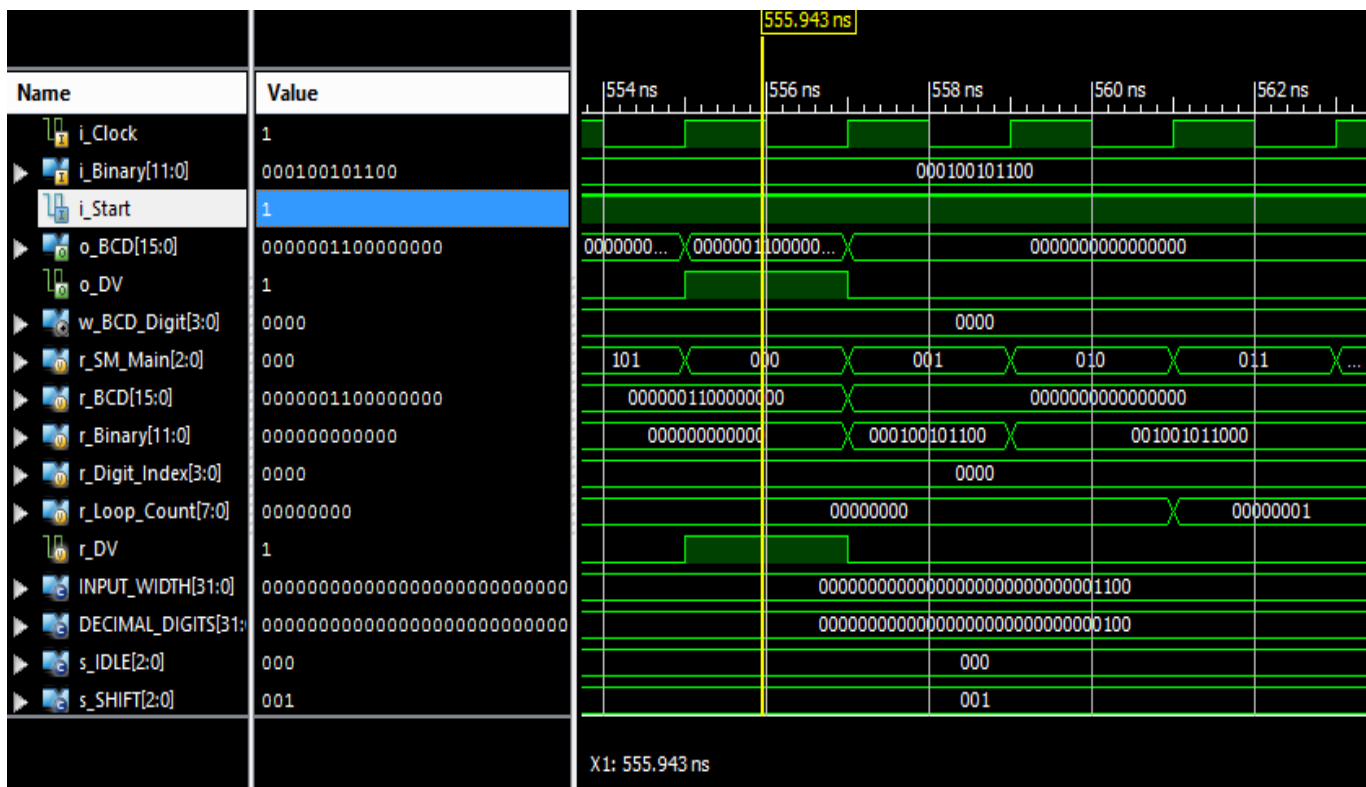 555.943 ns
Name Value 554 ns 556 ns 558 ns 560 ns 562 ns
i_Clock 1
i_Binary[11:0] 000100101100 000100101100
i_Start 1
o_BCD[15:0] 0000001100000000 0000000... 0000001100000... 0000000000000000
o_DV 1
w_BCD_Digit[3:0] 0000 0000
r_SM_Main[2:0] 000 101 000 001 010 011 ...
r_BCD[15:0] 0000001100000000 0000001100000000 0000000000000000
r_Binary[11:0] 000000000000 000000000000 000100101100 001001011000
r_Digit_Index[3:0] 0000 0000
r_Loop_Count[7:0] 00000000 00000000 00000001
r_DV 1
INPUT_WIDTH[31:0] 0000000000000000000000000000 00000000000000000000000000001100
DECIMAL_DIGITS[31: 0000000000000000000000000000 00000000000000000000000000000100
s_IDLE[2:0] 000 000
s_SHIFT[2:0] 001 001
X1: 555.943 ns